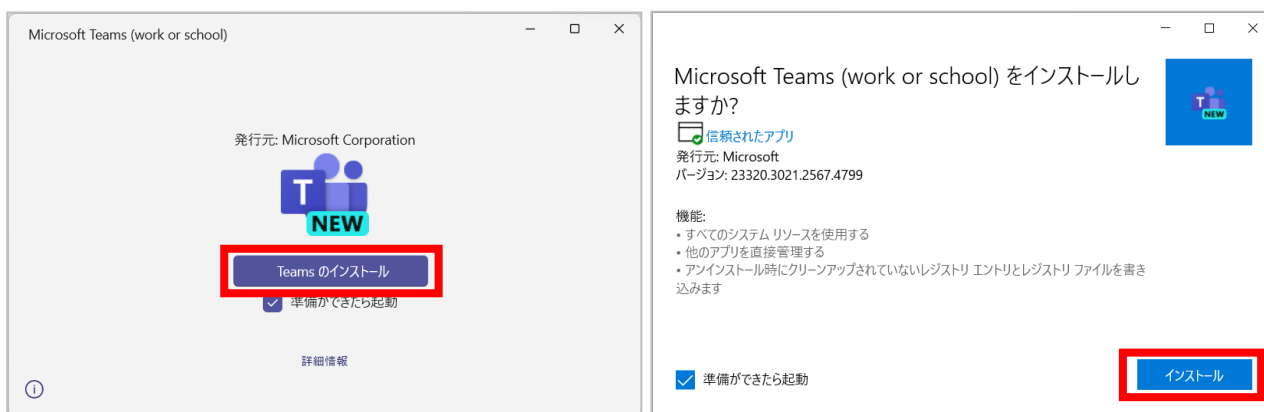 Microsoft Teams (work or school)
発行元: Microsoft Corporation
T
NEW
Teams のインストール
準備ができたら起動
詳細情報
Microsoft Teams (work or school) をインストールし
ますか?
信頼されたアプリ
発行元: Microsoft
バージョン: 23320.3021.2567.4799
機能:
• すべてのシステム リソースを使用する
• 他のアプリを直接管理する
• アンインストール時にクリーンアップされていないレジストリ エントリとレジストリ ファイルを書き
込みます
T
NEW
準備ができたら起動
インストール